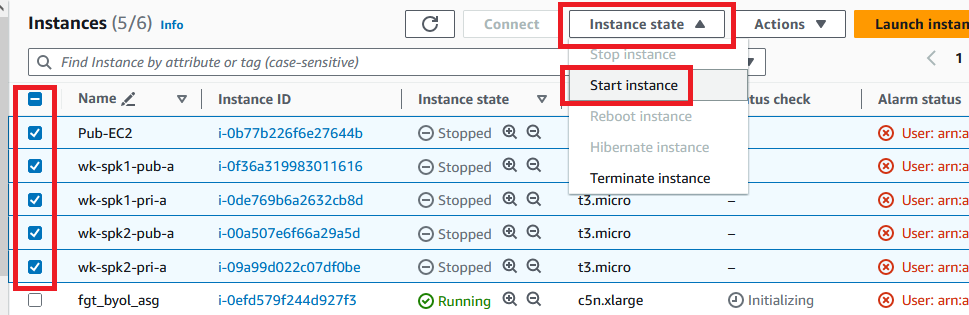 Instances (5/6) Info Connect Instance state Actions Launch instan
Find Instance by attribute or tag (case-sensitive) 1
Stop instance
Start instance
Reboot instance
Hibernate instance
Terminate instance
Name Instance ID Instance state tus check Alarm status
Pub-EC2 i-0b77b226f6e27644b Stopped User: arn:a
wk-spk1-pub-a i-0f36a319983011616 Stopped User: arn:a
wk-spk1-pri-a i-0de769b6a2632cb8d Stopped t3.micro – User: arn:a
wk-spk2-pub-a i-00a507e6f66a29a5d Stopped t3.micro – User: arn:a
wk-spk2-pri-a i-09a99d022c07df0be Stopped t3.micro – User: arn:a
fgt_byol_asg i-0efd579f244d927f3 Running c5n.xlarge Initializing User: arn:a